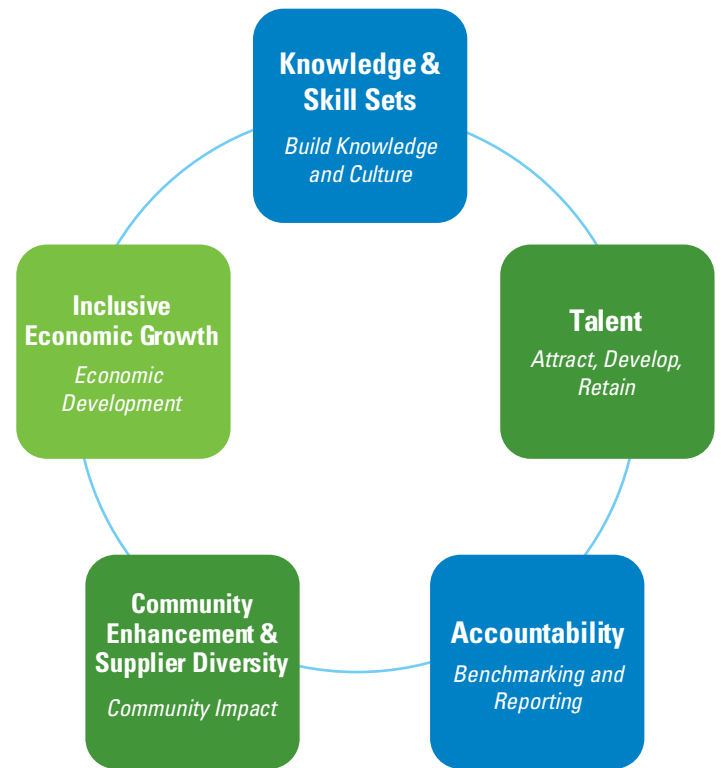 Knowledge &
Skill Sets
Build Knowledge
and Culture
Talent
Attract, Develop,
Retain
Accountability
Benchmarking and
Reporting
Community
Enhancement &
Supplier Diversity
Community Impact
Inclusive
Economic Growth
Economic
Development